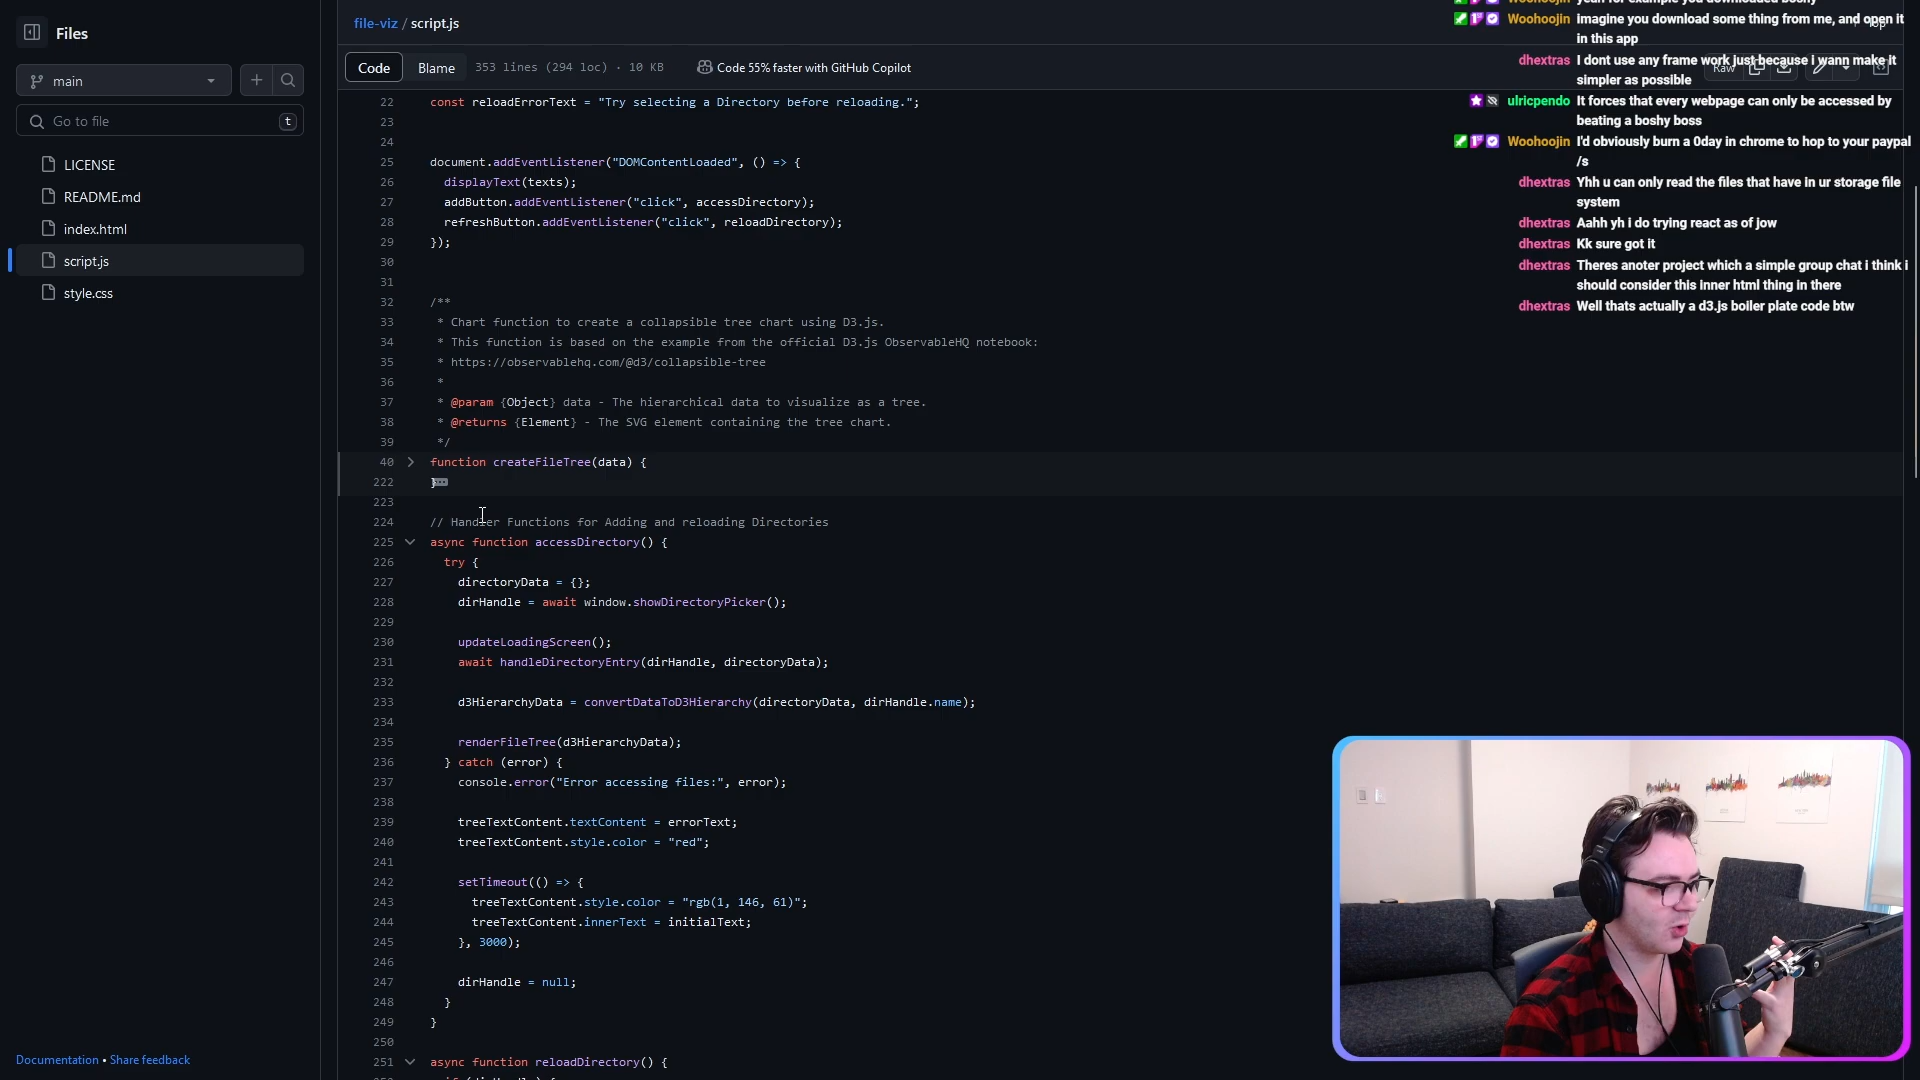 Files
main
Go to file
t
LICENSE
README.md
index.html
script.js
style.css
Documentation • Share feedback
file-viz / script.js
Code
Blame
353 lines (294 loc) · 10 KB
Code 55% faster with GitHub Copilot
Raw
22 const reloadErrorText = "Try selecting a Directory before reloading.";
23
24
25 document.addEventListener("DOMContentLoaded", () => {
26 displayText(texts);
27 addButton.addEventListener("click", accessDirectory);
28 refreshButton.addEventListener("click", reloadDirectory);
29 });
30
31
32 /**
33 * Chart function to create a collapsible tree chart using D3.js.
34 * This function is based on the example from the official D3.js ObservableHQ notebook:
35 * https://observablehq.com/@d3/collapsible-tree
36 *
37 * @param {Object} data - The hierarchical data to visualize as a tree.
38 * @returns {Element} - The SVG element containing the tree chart.
39 */
40 function createFileTree(data) {
222 }
223
224 // Handler Functions for Adding and reloading Directories
225 async function accessDirectory() {
226 try {
227 directoryData = {};
228 dirHandle = await window.showDirectoryPicker();
229
230 updateLoadingScreen();
231 await handleDirectoryEntry(dirHandle, directoryData);
232
233 d3HierarchyData = convertDataToD3Hierarchy(directoryData, dirHandle.name);
234
235 renderFileTree(d3HierarchyData);
236 } catch (error) {
237 console.error("Error accessing files:", error);
238
239 treeTextContent.textContent = errorText;
240 treeTextContent.style.color = "red";
241
242 setTimeout(() => {
243 treeTextContent.style.color = "rgb(1, 146, 61)";
244 treeTextContent.innerText = initialText;
245 }, 3000);
246
247 dirHandle = null;
248 }
249 }
250
251 async function reloadDirectory() {
Woohoojin yeah for example you downloaded boshy
Woohoojin imagine you download some thing from me, and open it
in this app
dhextras I dont use any frame work just because i wann make it
simpler as possible
ulricpendo It forces that every webpage can only be accessed by
beating a boshy boss
Woohoojin I'd obviously burn a 0day in chrome to hop to your paypal
/s
dhextras Yhh u can only read the files that have in ur storage file
system
dhextras Aahh yh i do trying react as of jow
dhextras Kk sure got it
dhextras Theres anoter project which a simple group chat i think i
should consider this inner html thing in there
dhextras Well thats actually a d3.js boiler plate code btw